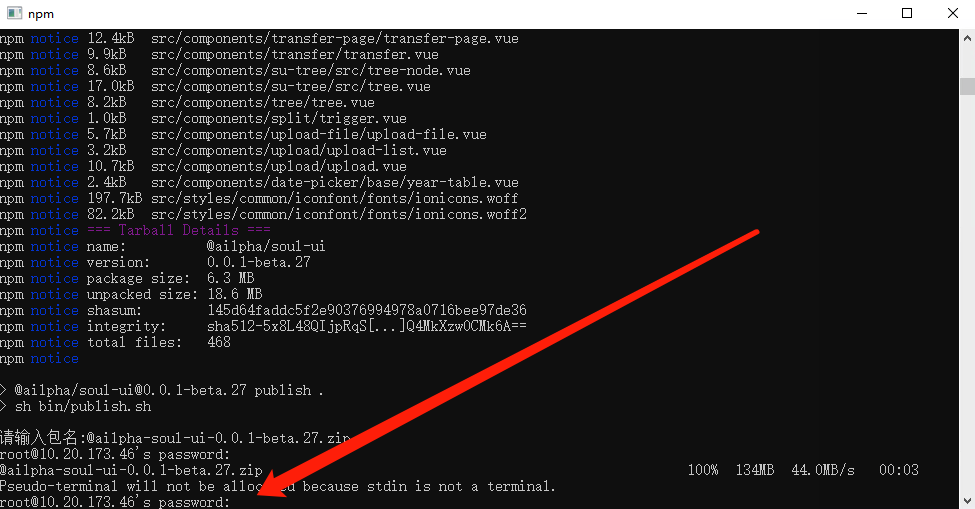 npm
npm notice 12.4kB src/components/transfer-page/transfer-page.vue
npm notice 9.9kB src/components/transfer/transfer.vue
npm notice 8.6kB src/components/su-tree/src/tree-node.vue
npm notice 17.0kB src/components/su-tree/src/tree.vue
npm notice 8.2kB src/components/tree/tree.vue
npm notice 1.0kB src/components/split/trigger.vue
npm notice 5.7kB src/components/upload-file/upload-file.vue
npm notice 3.2kB src/components/upload/upload-list.vue
npm notice 10.7kB src/components/upload/upload.vue
npm notice 2.4kB src/components/date-picker/base/year-table.vue
npm notice 197.7kB src/styles/common/iconfont/fonts/ionicons.woff
npm notice 82.2kB src/styles/common/iconfont/fonts/ionicons.woff2
npm notice === Tarball Details ===
npm notice name: @ailpha/soul-ui
npm notice version: 0.0.1-beta.27
npm notice package size: 6.3 MB
npm notice unpacked size: 18.6 MB
npm notice shasum: 145d64faddc5f2e90376994978a0716bee97de36
npm notice integrity: sha512-5x8L48QIjpRqS[...]Q4MkXzwOCMk6A==
npm notice total files: 468
npm notice
> @ailpha/soul-ui@0.0.1-beta.27 publish .
> sh bin/publish.sh
请输入包名:@ailpha-soul-ui-0.0.1-beta.27.zip
root@10.20.173.46's password:
@ailpha-soul-ui-0.0.1-beta.27.zip 100% 134MB 44.0MB/s 00:03
Pseudo-terminal will not be allocated because stdin is not a terminal.
root@10.20.173.46's password: